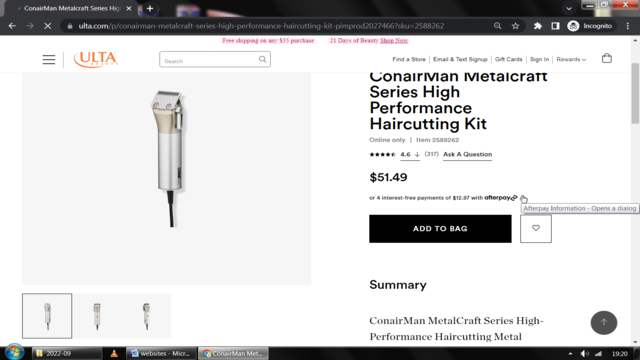 ConairMan Metalcraft Series High
Incognito
ulta.com/p/conairman-metalcraft-series-high-performance-haircutting-kit-pimprod2027466?sku=2588262
Free shipping on any $35 purchase 21 Days of Beauty Shop Now
ULTA
BEAUTY
Search
Find a Store Email & Text Signup Gift Cards Sign In Rewards
ConairMan Metalcraft
Series High
Performance
Haircutting Kit
Online only | Item 2588262
4.6 (317) Ask A Question
$51.49
or 4 interest-free payments of $12.87 with afterpay
Afterpay Information - Opens a dialog
ADD TO BAG
Summary
ConairMan MetalCraft Series High-
Performance Haircutting Metal
2022-09
websites - Micr...
ConairMan Met...
19:20